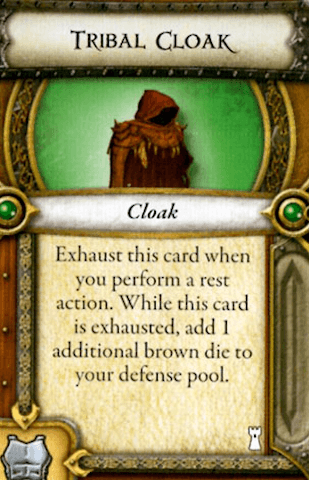 Tribal Cloak
Cloak
Exhaust this card when
you perform a rest
action. While this card
is exhausted, add 1
additional brown die to
your defense pool.